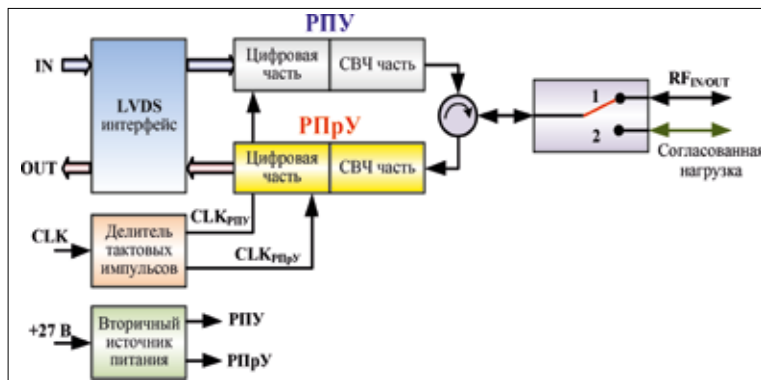 РПУ
IN
LVDS
интерфейс
Цифровая
часть
СВЧ часть
РПрУ
OUT
Цифровая
часть
СВЧ часть
1
2
RFIN/OUT
Согласованная
нагрузка
CLK
Делитель
тактовых
импульсов
CLKРПУ
CLKРПрУ
+27 В
Вторичный
источник
питания
РПУ
РПрУ